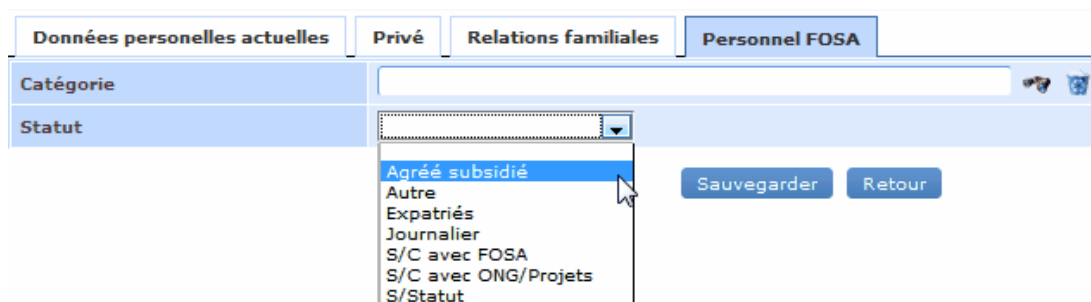 Données personelles actuelles Privé Relations familiales Personnel FOSA
Catégorie
Statut
Agréé subsidié
Sauvegarder Retour
Autre
Expatriés
Journalier
S/C avec FOSA
S/C avec ONG/Projets
S/Statut